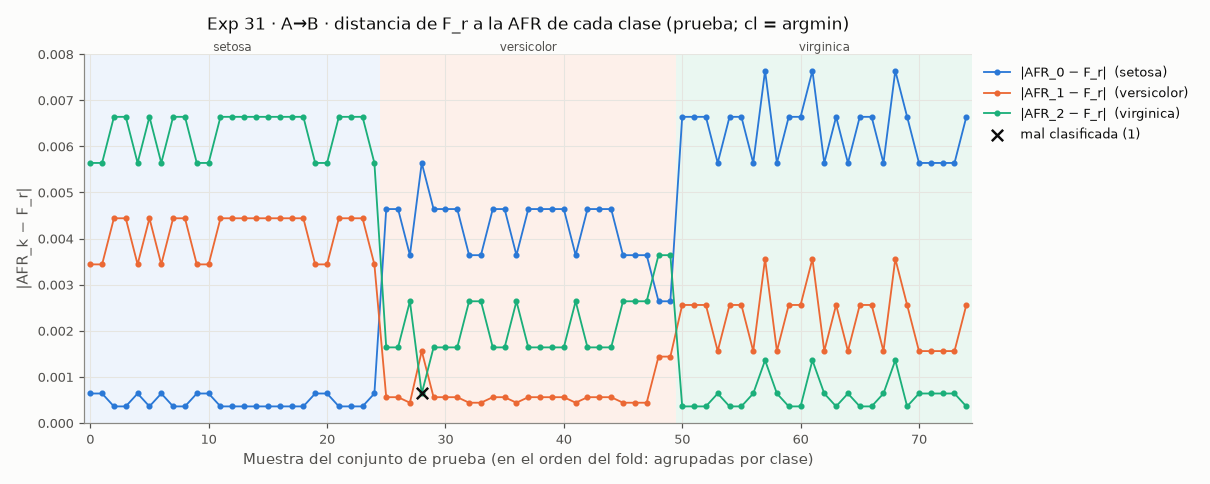 Exp 31 · A→B · distancia de F_r a la AFR de cada clase (prueba; cl = argmin)
setosa
versicolor
virginica
|AFR_0 − F_r| (setosa)
|AFR_1 − F_r| (versicolor)
|AFR_2 − F_r| (virginica)
mal clasificada (1)
|AFR_k − F_r|
0.008
0.007
0.006
0.005
0.004
0.003
0.002
0.001
0.000
0 10 20 30 40 50 60 70
Muestra del conjunto de prueba (en el orden del fold: agrupadas por clase)